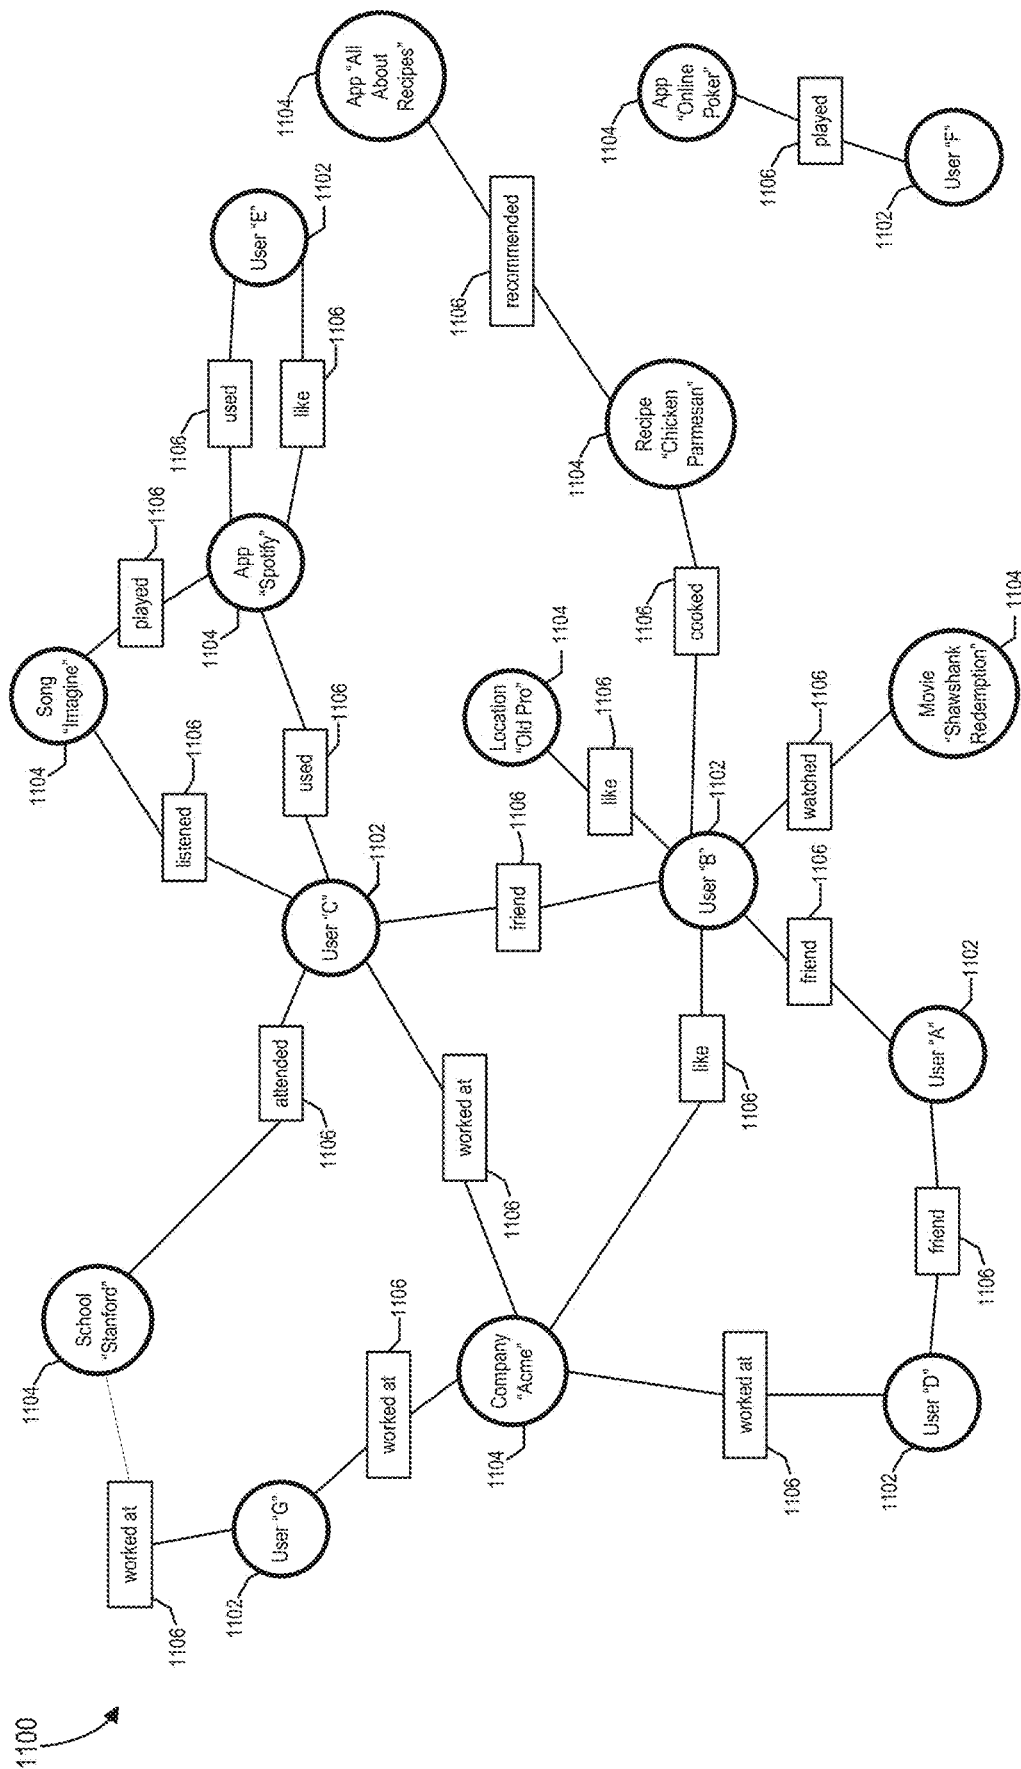 1100
1104
School
"Stanford"
worked at
1106
1102
User "G"
worked at
1106
attended
1106
1104
Song
"Imagine"
listened
1106
played
1106
1104
App
"Spotify"
used
1106
used
1106
like
1106
User "E"
1102
User "C"
1102
worked at
1106
Company
"Acme"
1104
friend
1106
like
1106
Location
"Old Pro"
1104
like
1106
User "B"
1102
cooked
1106
Recipe
"Chicken
Parmesan"
1104
recommended
1106
App "All
About
Recipes"
1104
worked at
1106
User "D"
1102
friend
1106
User "A"
1102
friend
1106
watched
1106
Movie
"Shawshank
Redemption"
1104
User "F"
1102
played
1106
App
"Online
Poker"
1104